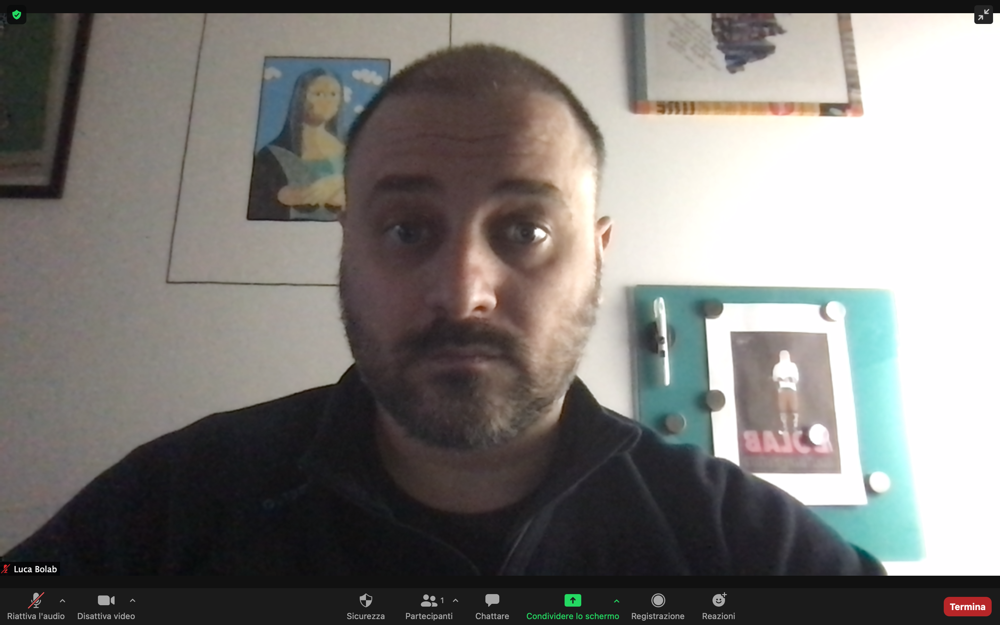 Luca Bolab
Riattiva l'audio
Disattiva video
Sicurezza
Partecipanti
1
Chattare
Condividere lo schermo
Registrazione
Reazioni
Termina